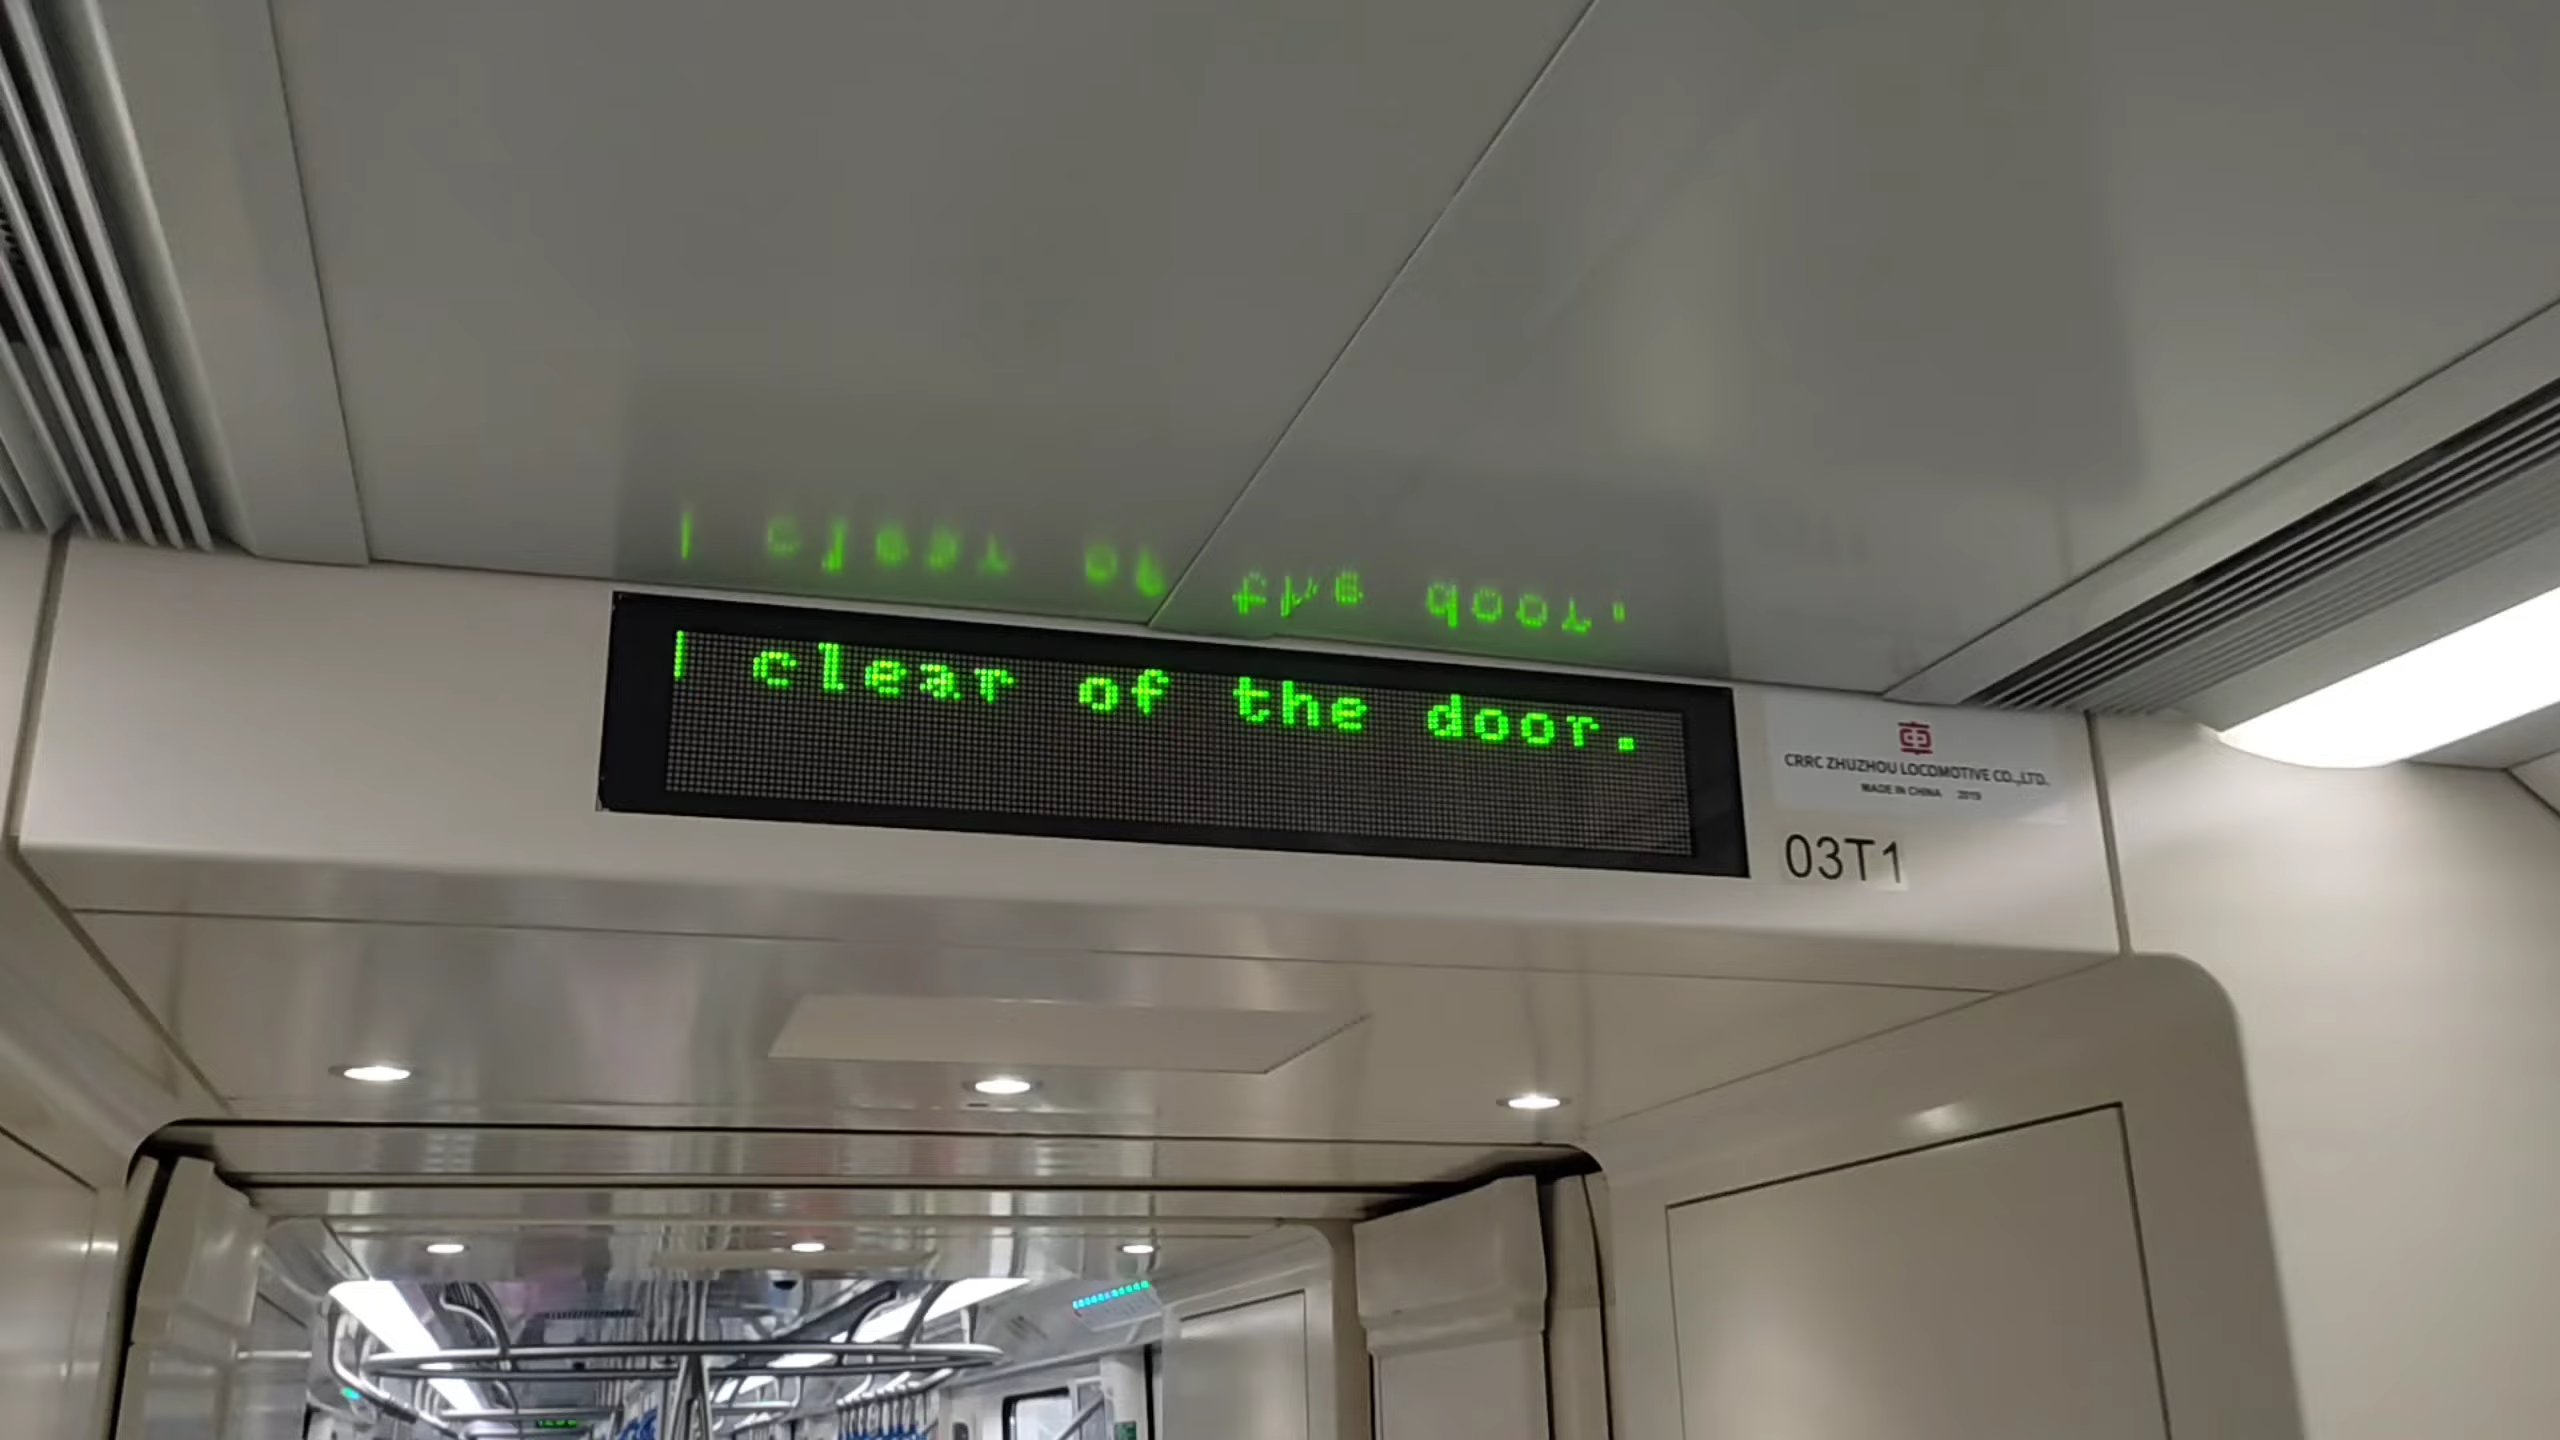 clear of the door.
CRRC ZHUZHOU LOCOMOTIVE CO.,LTD.
MADE IN CHINA 2019
03T1